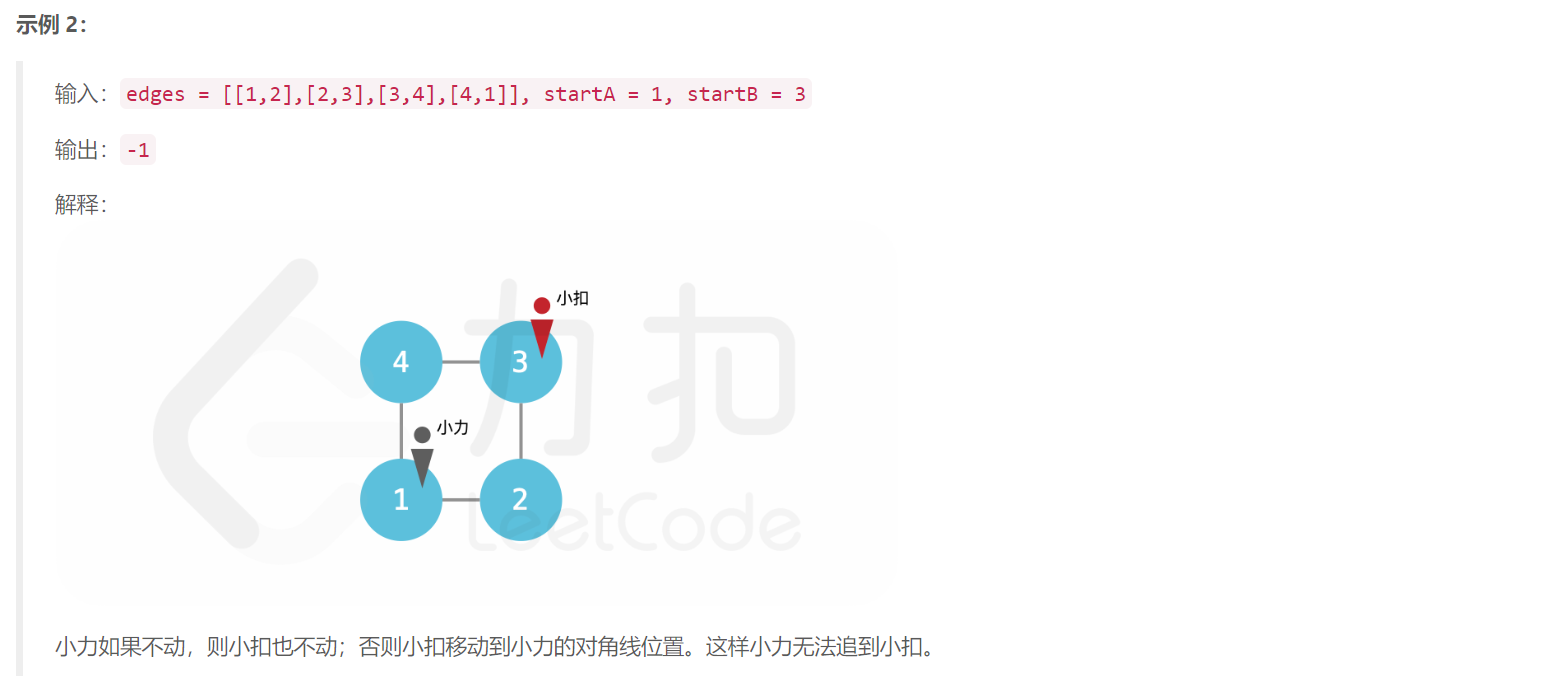 示例 2：
输入：edges = [[1,2],[2,3],[3,4],[4,1]], startA = 1, startB = 3
输出：-1
解释：
小扣
4 3
小力
1 2
力扣
LeetCode
小力如果不动，则小扣也不动；否则小扣移动到小力的对角线位置。这样小力无法追到小扣。